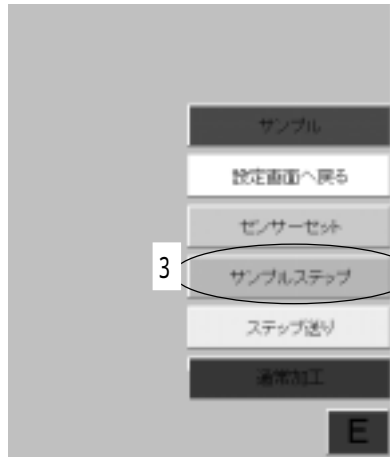 サンプル
設定画面へ戻る
センサーセット
3
サンプルステップ
ステップ送り
通常加工
E